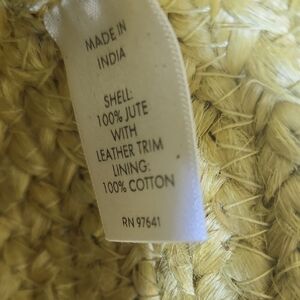 MADE IN
INDIA
SHELL:
100% JUTE
WITH
LEATHER TRIM
LINING:
100% COTTON
RN 97641